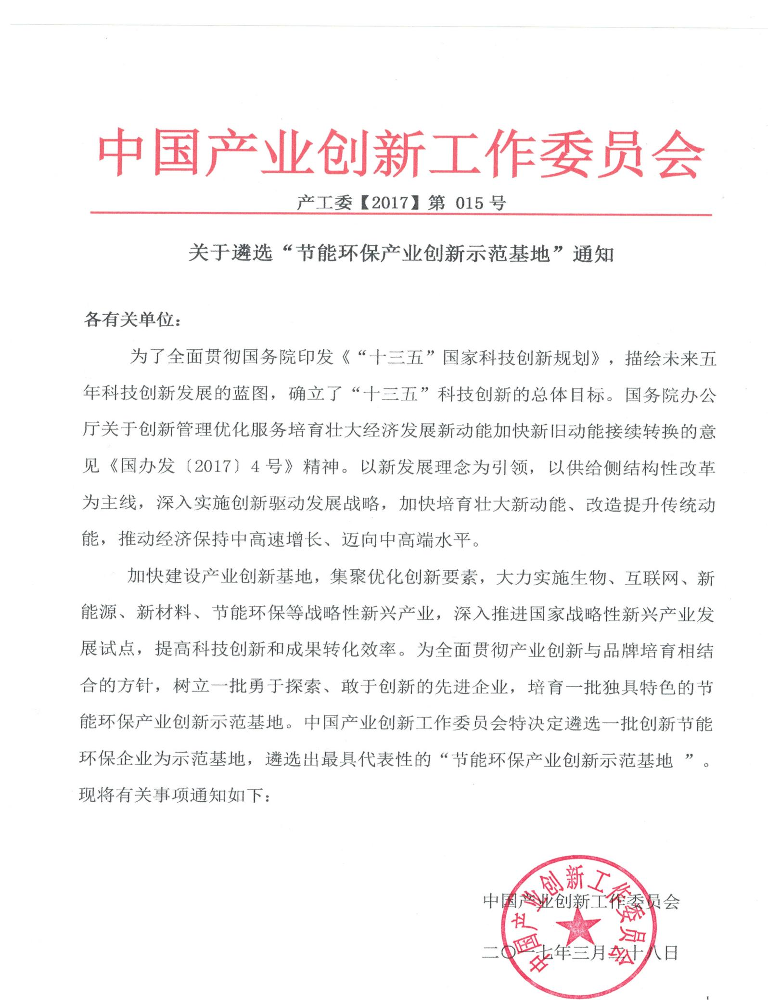 中国产业创新工作委员会
产工委【2017】第 015 号
关于遴选“节能环保产业创新示范基地”通知
各有关单位：
为了全面贯彻国务院印发《“十三五”国家科技创新规划》，描绘未来五
年科技创新发展的蓝图，确立了“十三五”科技创新的总体目标。国务院办公
厅关于创新管理优化服务培育壮大经济发展新动能加快新旧动能接续转换的意
见《国办发〔2017〕4 号》精神。以新发展理念为引领，以供给侧结构性改革
为主线，深入实施创新驱动发展战略，加快培育壮大新动能、改造提升传统动
能，推动经济保持中高速增长、迈向中高端水平。
加快建设产业创新基地，集聚优化创新要素，大力实施生物、互联网、新
能源、新材料、节能环保等战略性新兴产业，深入推进国家战略性新兴产业发
展试点，提高科技创新和成果转化效率。为全面贯彻产业创新与品牌培育相结
合的方针，树立一批勇于探索、敢于创新的先进企业，培育一批独具特色的节
能环保产业创新示范基地。中国产业创新工作委员会特决定遴选一批创新节能
环保企业为示范基地，遴选出最具代表性的“节能环保产业创新示范基地 ”。
现将有关事项通知如下：
中国产业创新工作委员会
二〇一七年三月二十八日
中国产业创新工作委员会
1